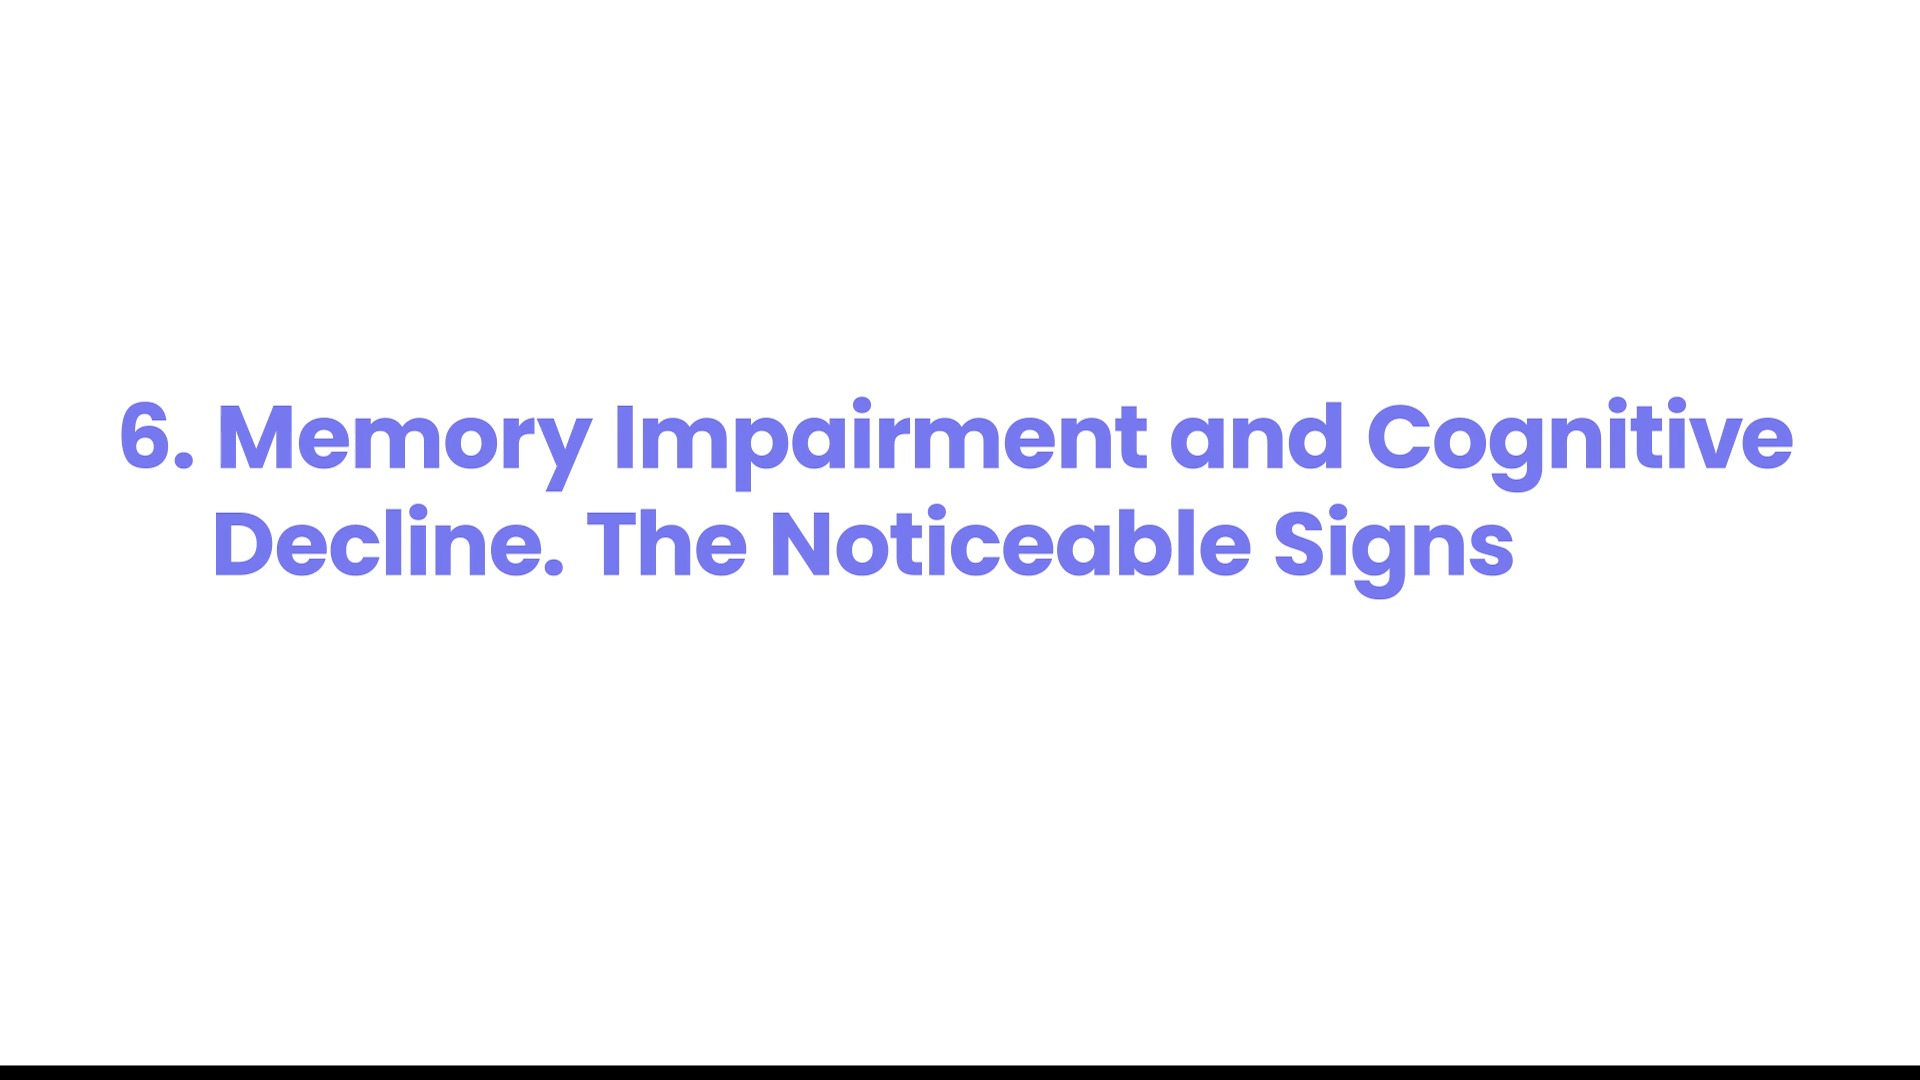 6. Memory Impairment and Cognitive
Decline. The Noticeable Signs